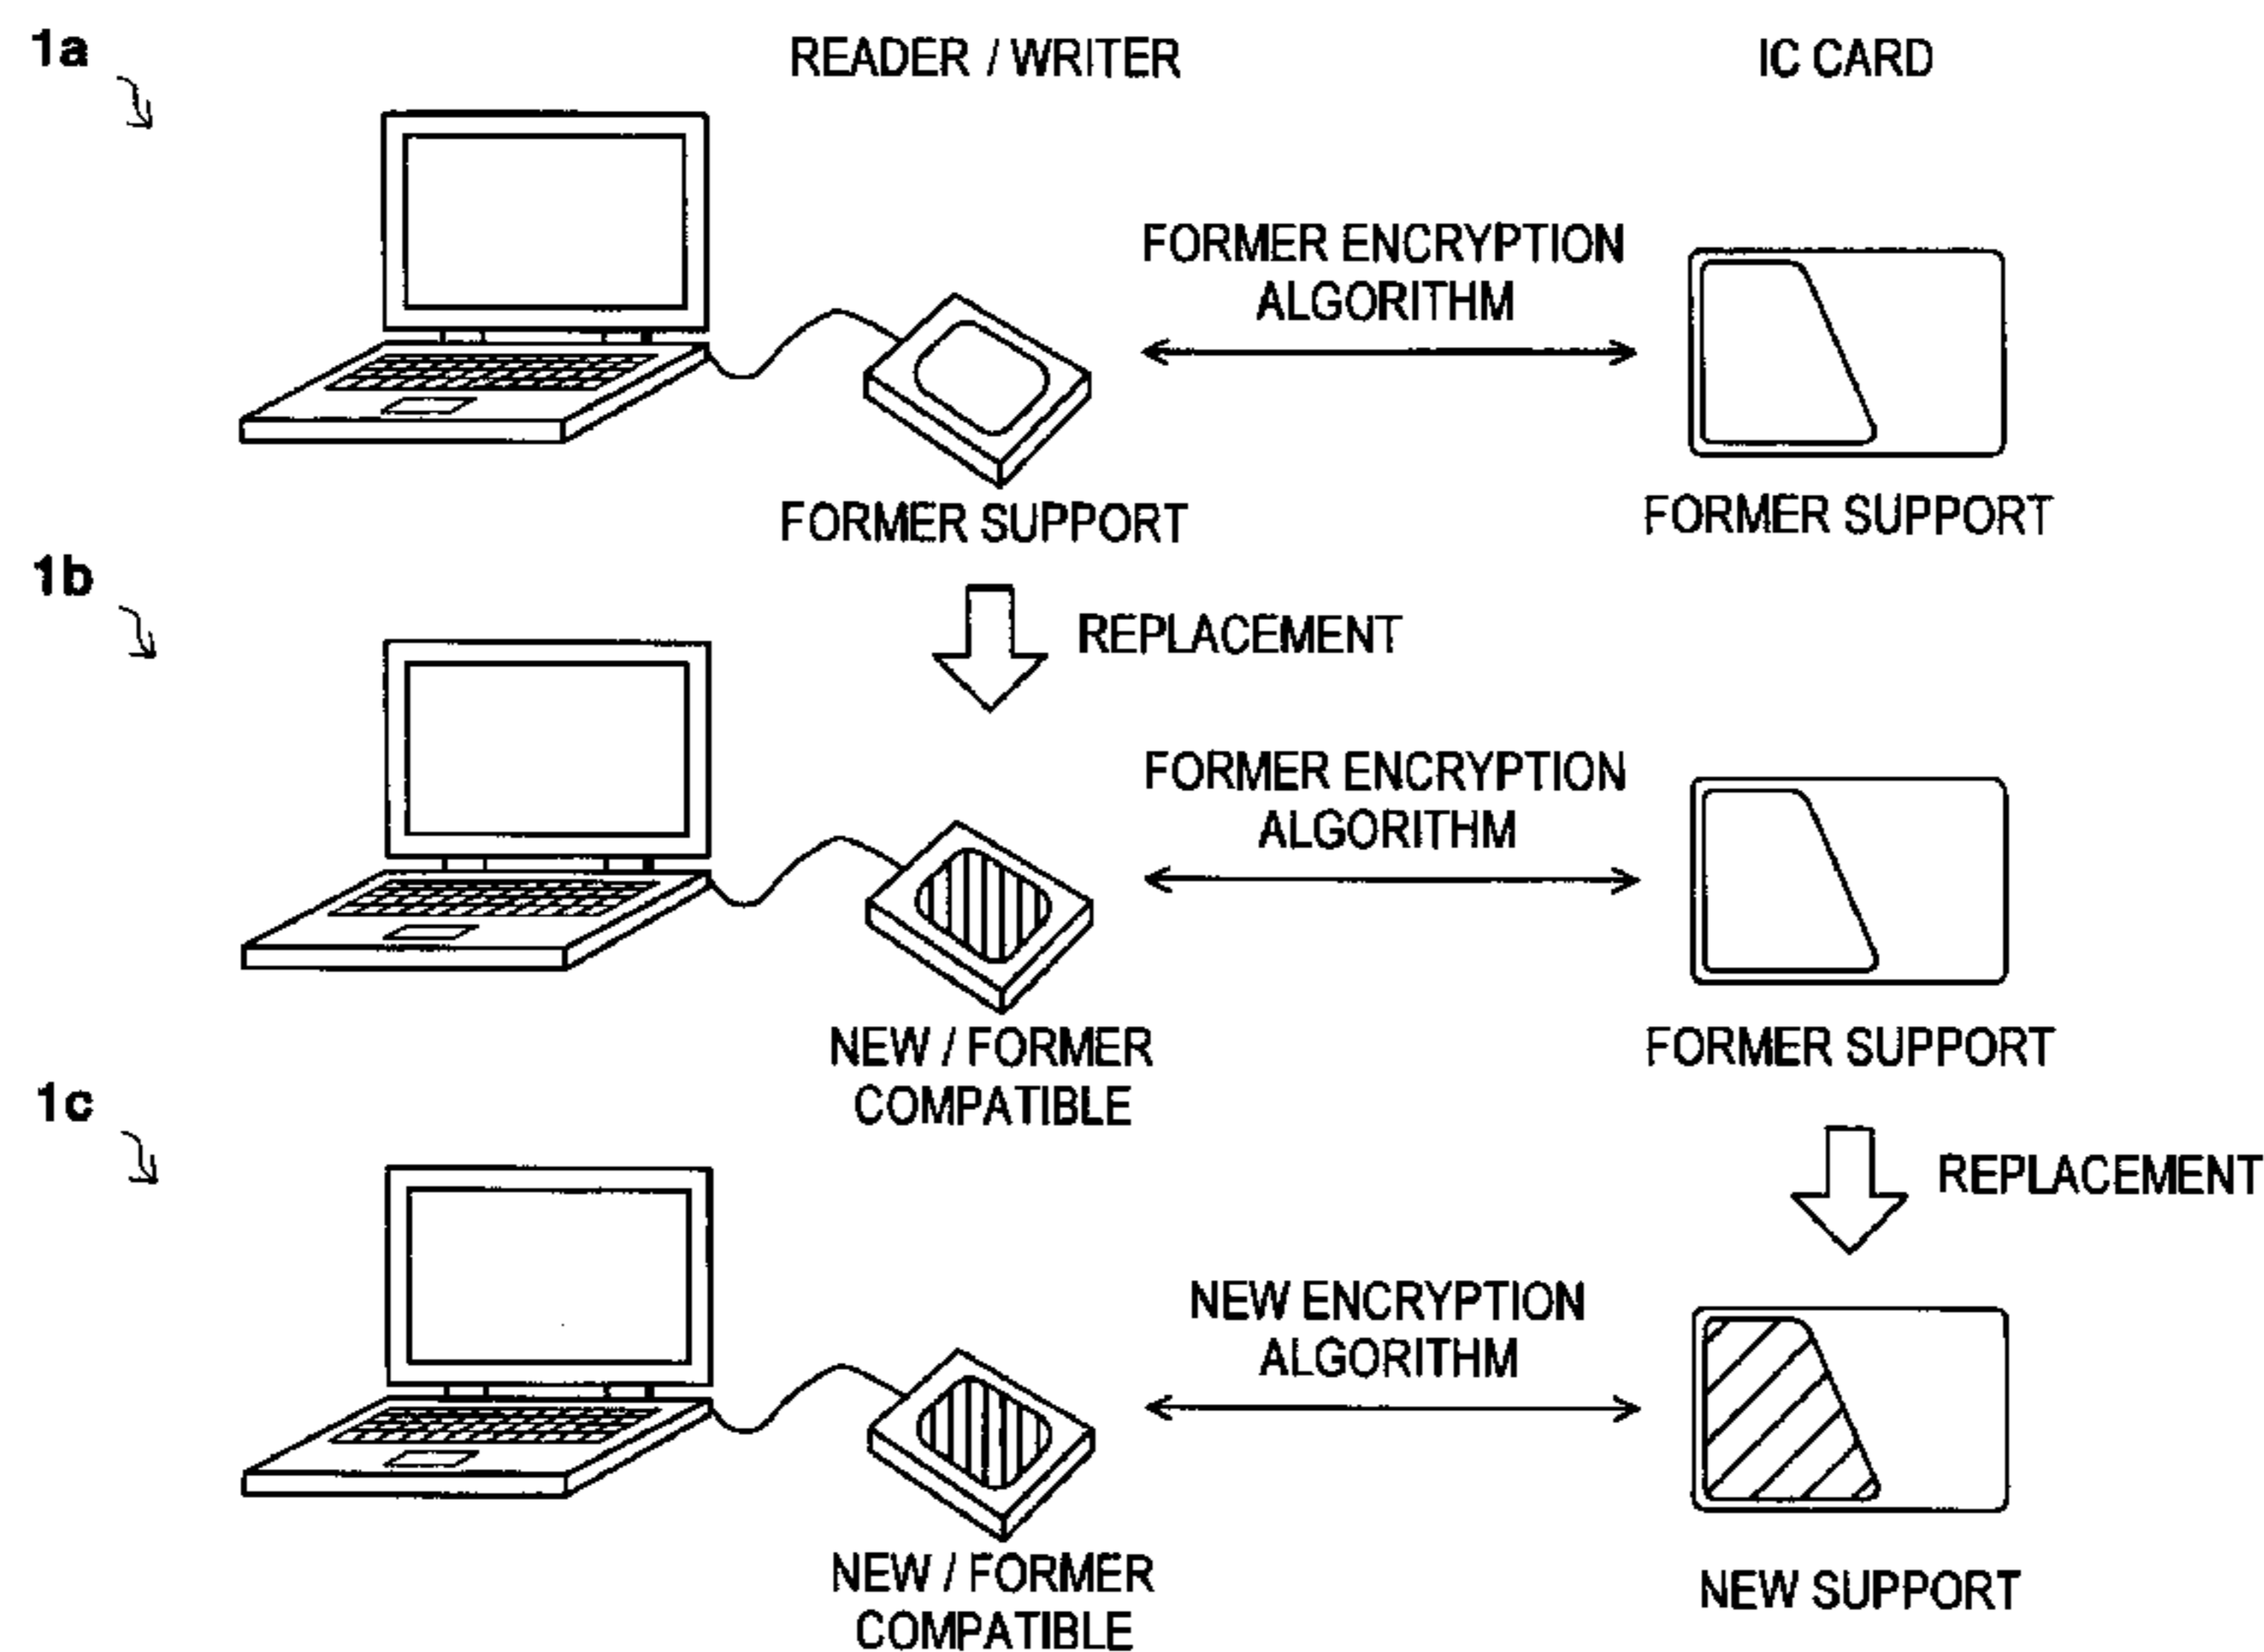 1a
READER / WRITER
IC CARD
FORMER ENCRYPTION
ALGORITHM
FORMER SUPPORT
FORMER SUPPORT
1b
REPLACEMENT
FORMER ENCRYPTION
ALGORITHM
NEW / FORMER
COMPATIBLE
FORMER SUPPORT
1c
REPLACEMENT
NEW ENCRYPTION
ALGORITHM
NEW / FORMER
COMPATIBLE
NEW SUPPORT